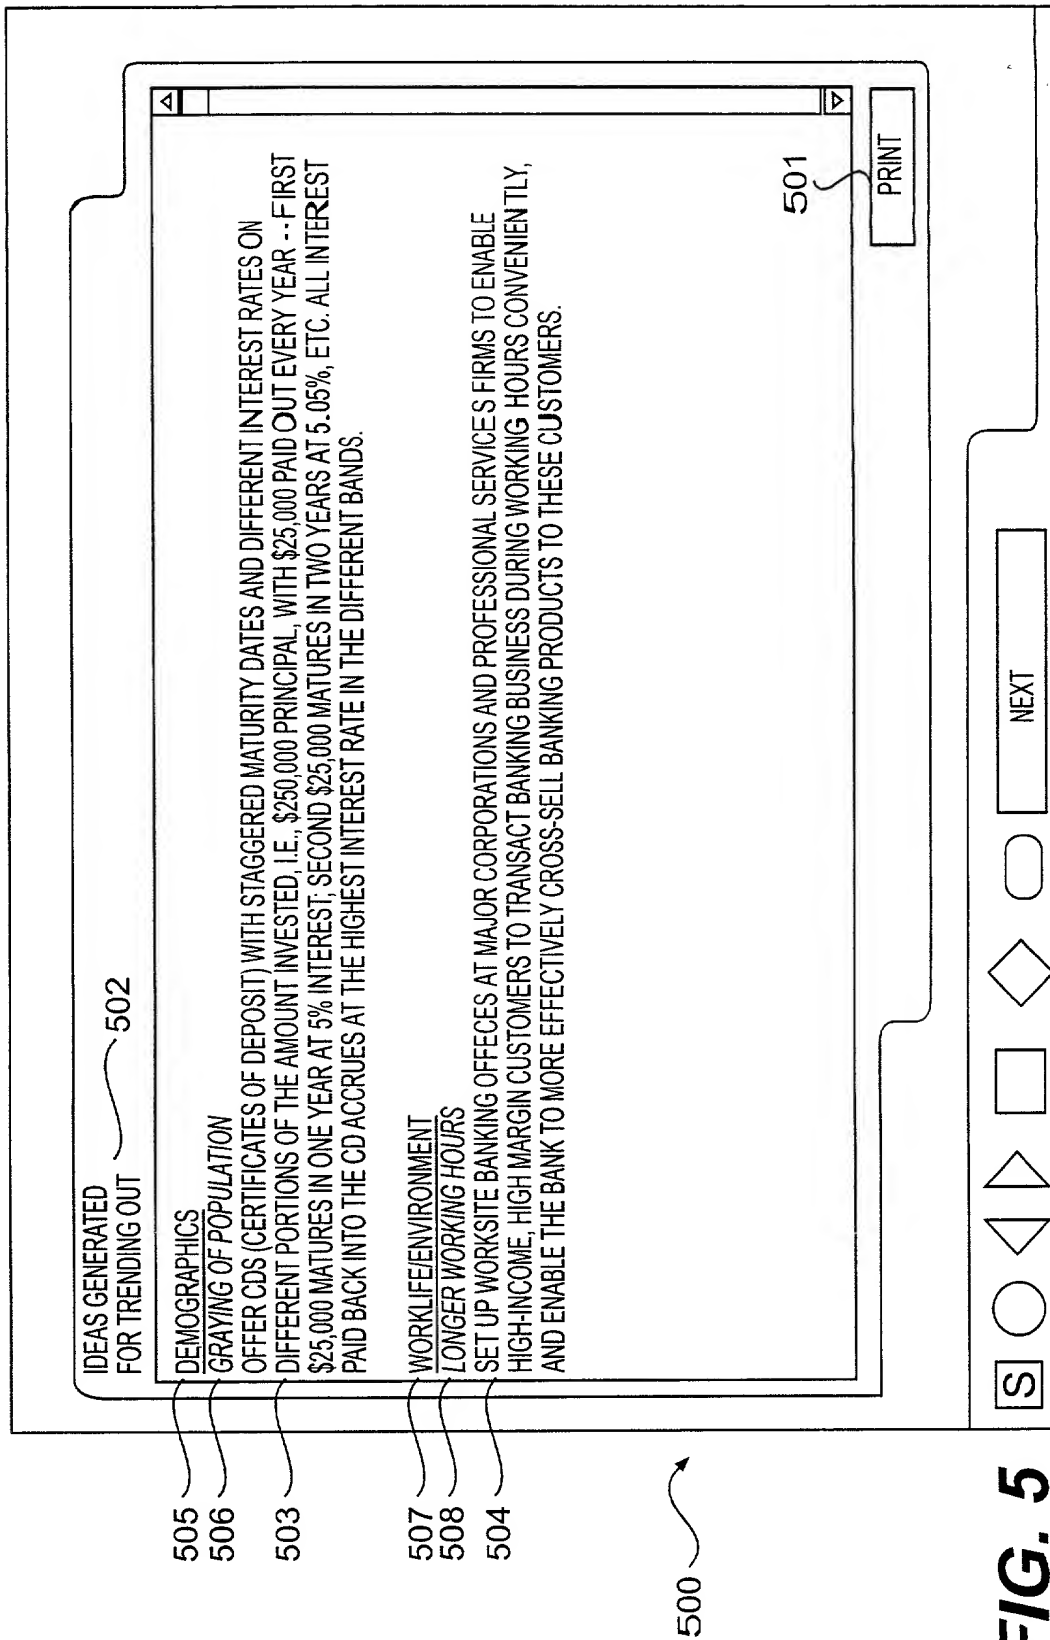 IDEAS GENERATED
FOR TRENDING OUT
502
505
DEMOGRAPHICS
506
GRAYING OF POPULATION
OFFER CDS (CERTIFICATES OF DEPOSIT) WITH STAGGERED MATURITY DATES AND DIFFERENT INTEREST RATES ON
503
DIFFERENT PORTIONS OF THE AMOUNT INVESTED, I.E., $250,000 PRINCIPAL, WITH $25,000 PAID OUT EVERY YEAR -- FIRST
$25,000 MATURES IN ONE YEAR AT 5% INTEREST; SECOND $25,000 MATURES IN TWO YEARS AT 5.05%, ETC. ALL INTEREST
PAID BACK INTO THE CD ACCRUES AT THE HIGHEST INTEREST RATE IN THE DIFFERENT BANDS.
507
WORKLIFE/ENVIRONMENT
508
LONGER WORKING HOURS
504
SET UP WORKSITE BANKING OFFECES AT MAJOR CORPORATIONS AND PROFESSIONAL SERVICES FIRMS TO ENABLE
HIGH-INCOME, HIGH MARGIN CUSTOMERS TO TRANSACT BANKING BUSINESS DURING WORKING HOURS CONVENIENTLY,
AND ENABLE THE BANK TO MORE EFFECTIVELY CROSS-SELL BANKING PRODUCTS TO THESE CUSTOMERS.
501
PRINT
500
S
NEXT
FIG. 5